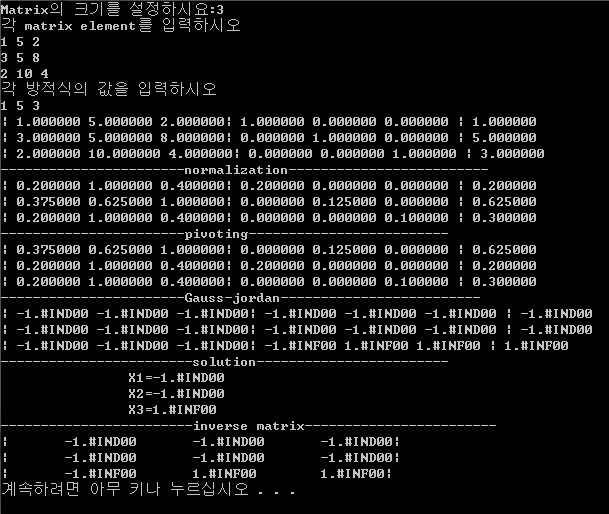 Matrix의 크기를 설정하시요:3
각 matrix element를 입력하시오
1 5 2
3 5 8
2 10 4
각 방적식의 값을 입력하시오
1 5 3
| 1.000000 5.000000 2.000000| 1.000000 0.000000 0.000000 | 1.000000
| 3.000000 5.000000 8.000000| 0.000000 1.000000 0.000000 | 5.000000
| 2.000000 10.000000 4.000000| 0.000000 0.000000 1.000000 | 3.000000
-----------------------normalization-------------------------
| 0.200000 1.000000 0.400000| 0.200000 0.000000 0.000000 | 0.200000
| 0.375000 0.625000 1.000000| 0.000000 0.125000 0.000000 | 0.625000
| 0.200000 1.000000 0.400000| 0.000000 0.000000 0.100000 | 0.300000
-----------------------pivoting-------------------------
| 0.375000 0.625000 1.000000| 0.000000 0.125000 0.000000 | 0.625000
| 0.200000 1.000000 0.400000| 0.200000 0.000000 0.000000 | 0.200000
| 0.200000 1.000000 0.400000| 0.000000 0.000000 0.100000 | 0.300000
-----------------------Gauss-jordan-------------------------
| -1.#IND00 -1.#IND00 -1.#IND00| -1.#IND00 -1.#IND00 -1.#IND00 | -1.#IND00
| -1.#IND00 -1.#IND00 -1.#IND00| -1.#IND00 -1.#IND00 -1.#IND00 | -1.#IND00
| -1.#IND00 -1.#IND00 -1.#IND00| -1.#INF00 1.#INF00 1.#INF00 | 1.#INF00
------------------------solution------------------------
X1=-1.#IND00
X2=-1.#IND00
X3=1.#INF00
------------------------inverse matrix------------------------
| -1.#IND00 -1.#IND00 -1.#IND00|
| -1.#IND00 -1.#IND00 -1.#IND00|
| -1.#INF00 1.#INF00 1.#INF00|
계속하려면 아무 키나 누르십시오 . . .